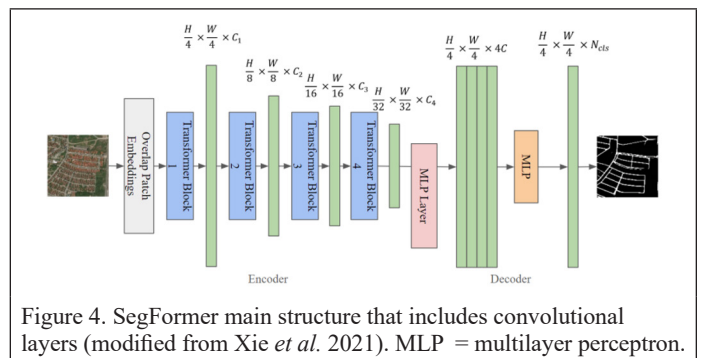 H/4 × W/4 × C₁
H/8 × W/8 × C₂
H/16 × W/16 × C₃
H/32 × W/32 × C₄
H/4 × W/4 × 4C
H/4 × W/4 × N_cls
Overlap Patch
Embeddings
Transformer Block
1
Transformer Block
2
Transformer Block
3
Transformer Block
4
MLP Layer
MLP
Encoder
Decoder
Figure 4. SegFormer main structure that includes convolutional
layers (modified from Xie et al. 2021). MLP = multilayer perceptron.